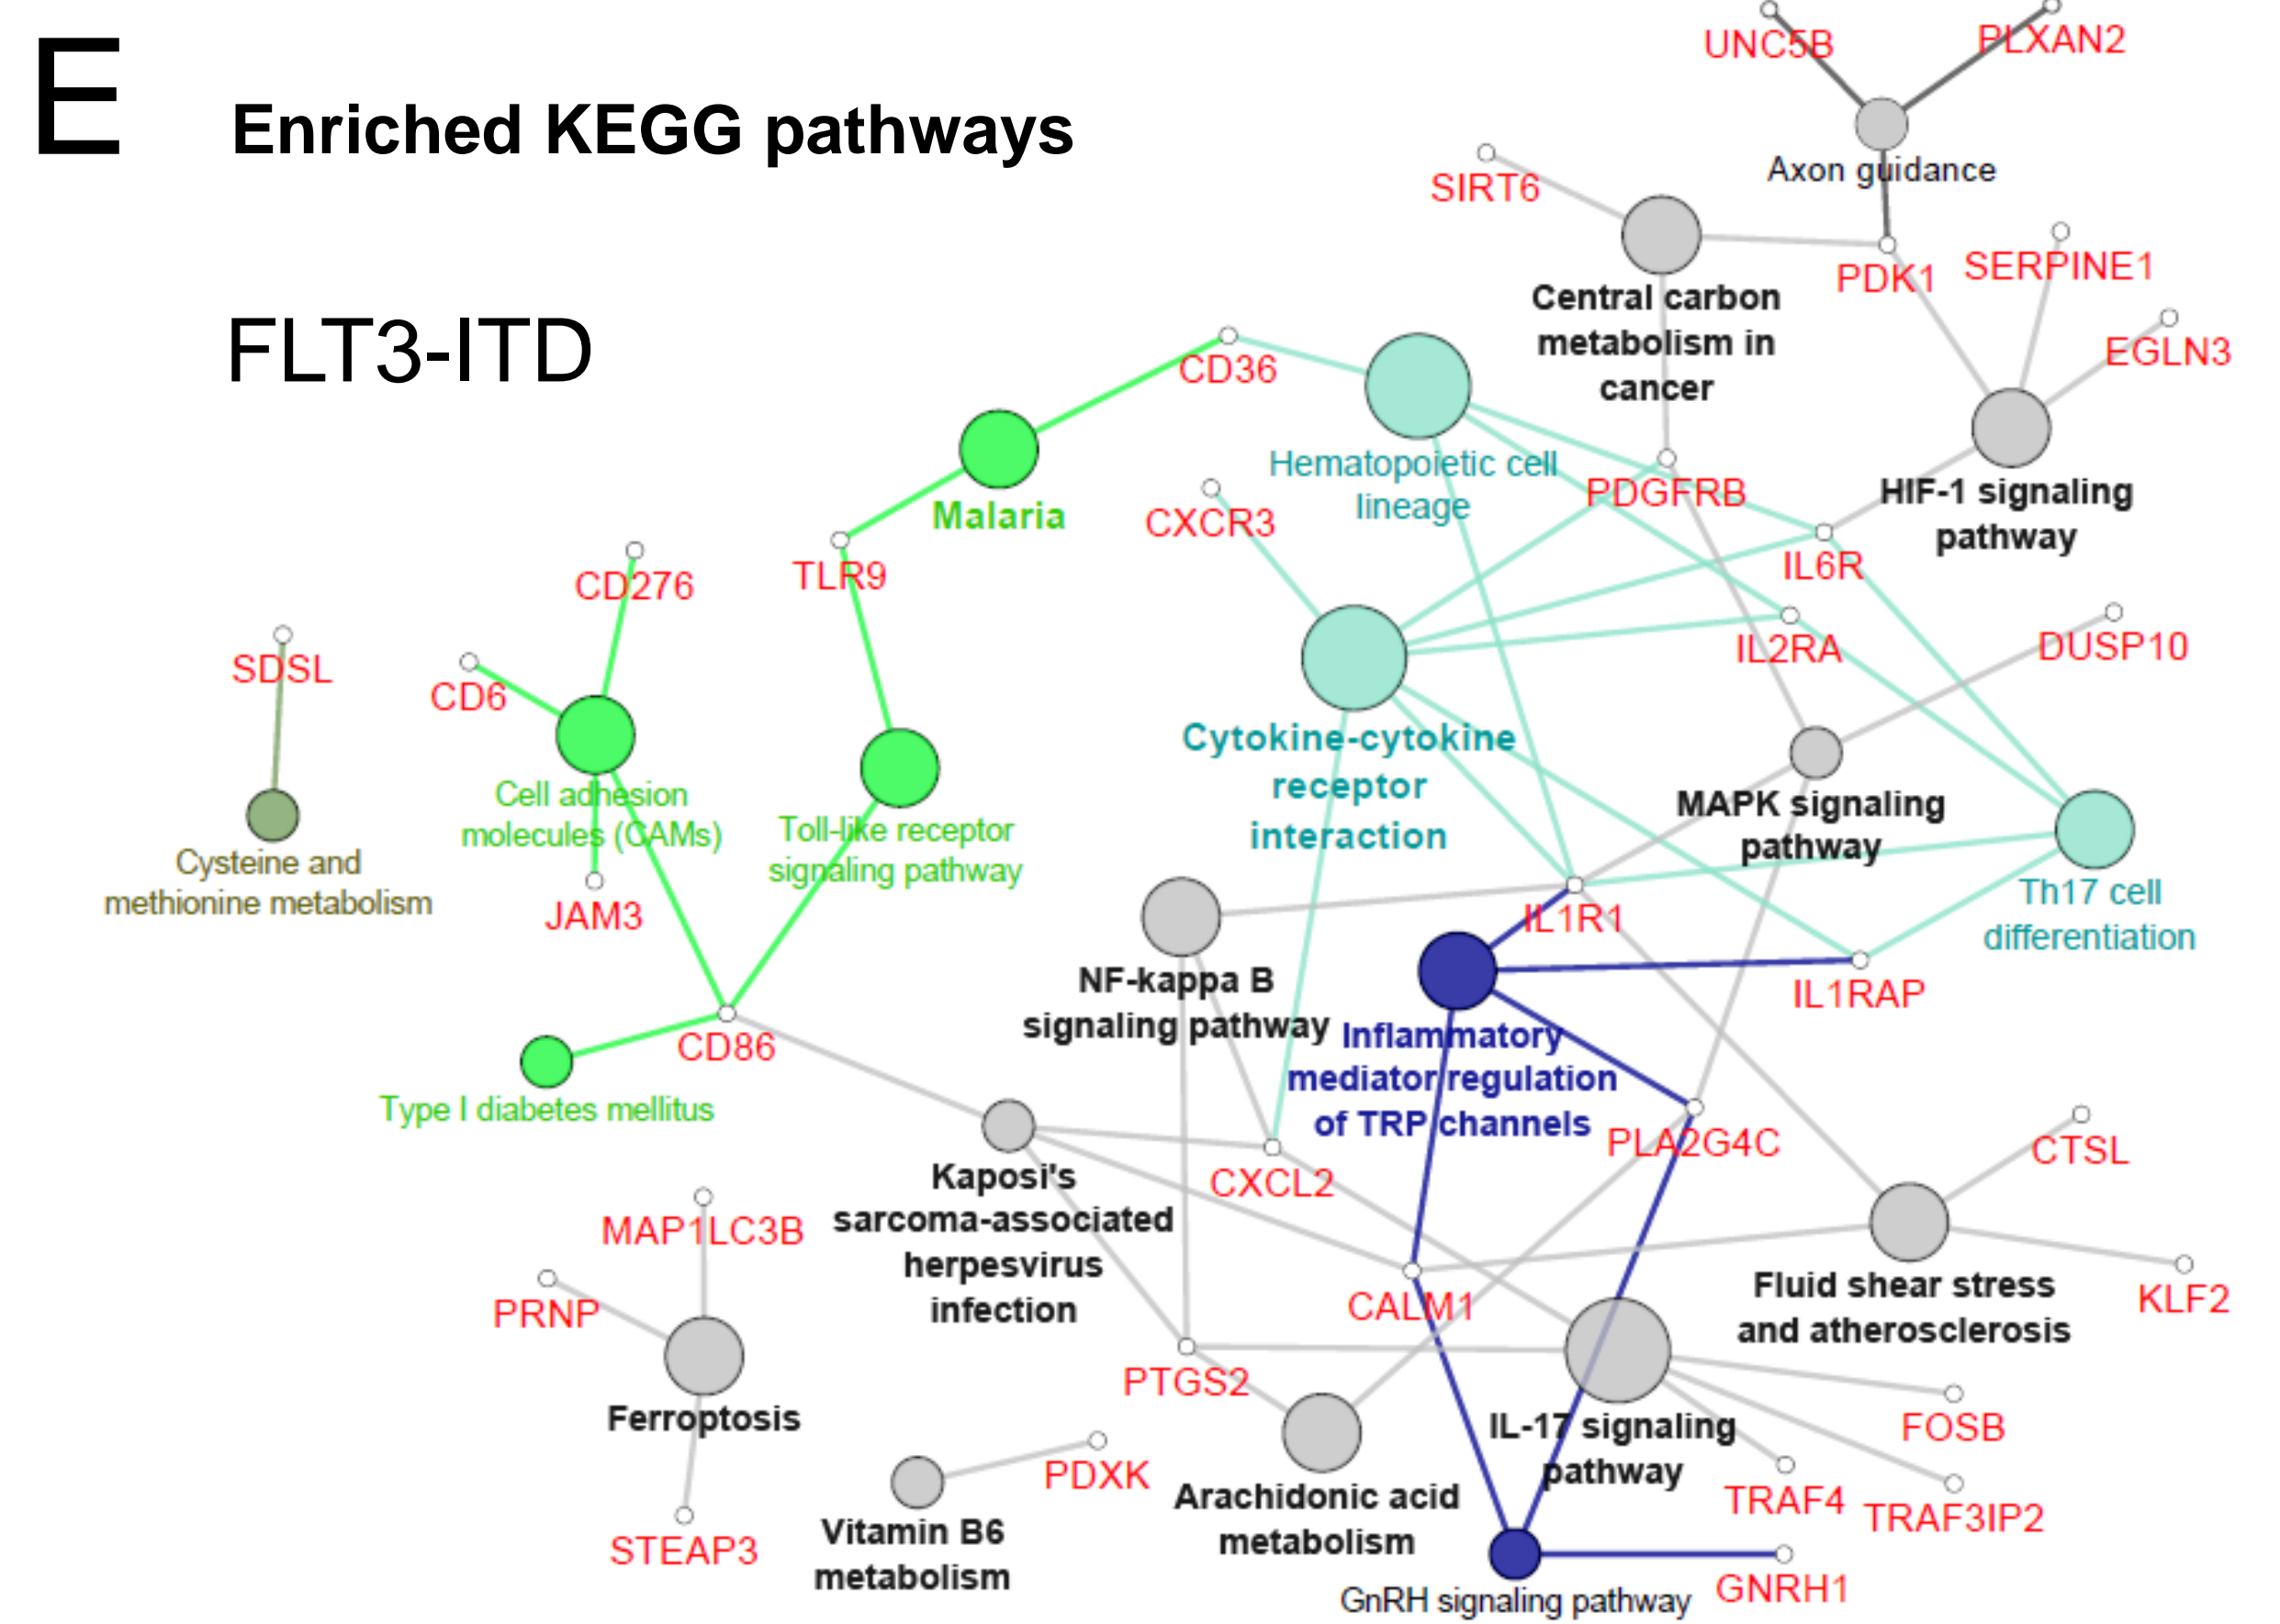 E
Enriched KEGG pathways
FLT3-ITD
UNC5B
PLXAN2
Axon guidance
SIRT6
PDK1
SERPINE1
Central carbon
metabolism in
cancer
EGLN3
CD36
Hematopoietic cell
lineage
PDGFRB
HIF-1 signaling
pathway
Malaria
CXCR3
IL6R
TLR9
CD276
IL2RA
DUSP10
SDSL
CD6
Cytokine-cytokine
receptor
interaction
Cell adhesion
molecules (CAMs)
Toll-like receptor
signaling pathway
MAPK signaling
pathway
Cysteine and
methionine metabolism
JAM3
IL1R1
Th17 cell
differentiation
NF-kappa B
signaling pathway
IL1RAP
Inflammatory
mediator regulation
of TRP channels
CD86
Type I diabetes mellitus
PLA2G4C
CTSL
Kaposi's
sarcoma-associated
herpesvirus
infection
CXCL2
MAP1LC3B
PRNP
CALM1
Fluid shear stress
and atherosclerosis
KLF2
PTGS2
Ferroptosis
IL-17 signaling
pathway
FOSB
PDXK
Arachidonic acid
metabolism
TRAF4
TRAF3IP2
STEAP3
Vitamin B6
metabolism
GnRH signaling pathway
GNRH1